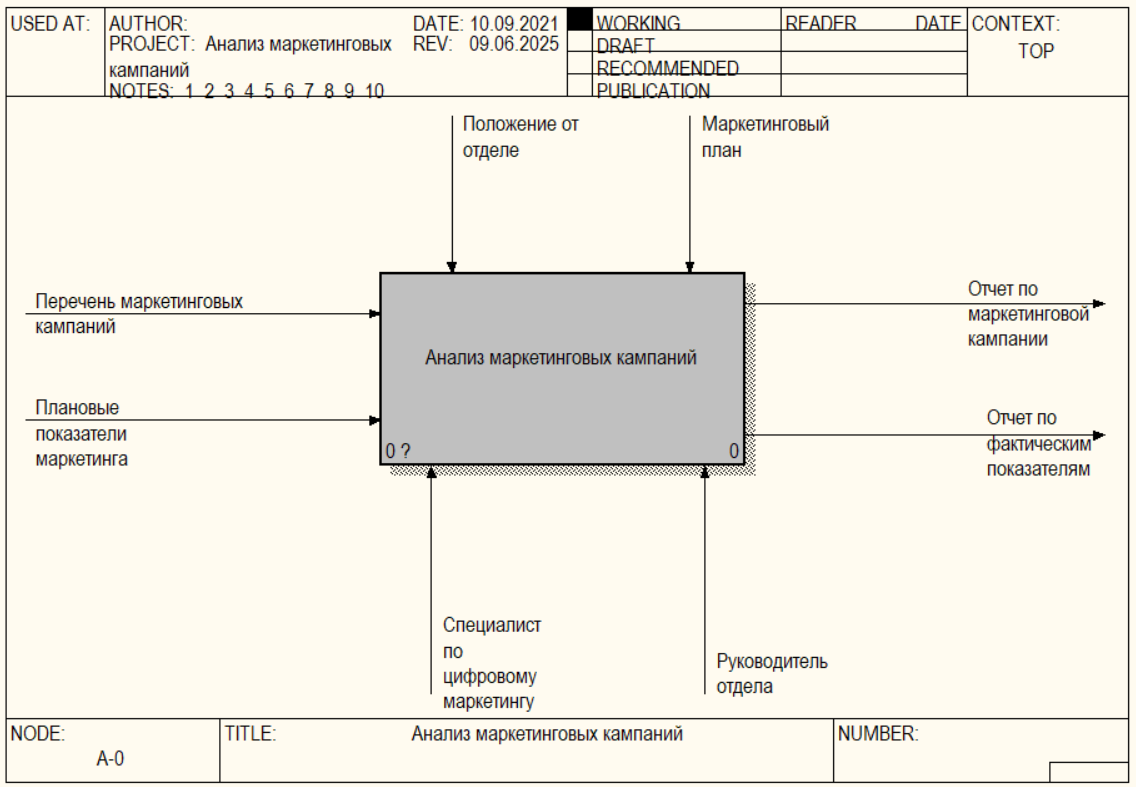 USED AT:
AUTHOR:
DATE: 10.09.2021
PROJECT: Анализ маркетинговых
кампаний
REV: 09.06.2025
NOTES: 1 2 3 4 5 6 7 8 9 10
WORKING
DRAFT
RECOMMENDED
PUBLICATION
READER
DATE
CONTEXT:
TOP
Положение от
отделе
Маркетинговый
план
Перечень маркетинговых
кампаний
Плановые
показатели
маркетинга
Анализ маркетинговых кампаний
0 ?
0
Отчет по
маркетинговой
кампании
Отчет по
фактическим
показателям
Специалист
по
цифровому
маркетингу
Руководитель
отдела
NODE:
A-0
TITLE:
Анализ маркетинговых кампаний
NUMBER: